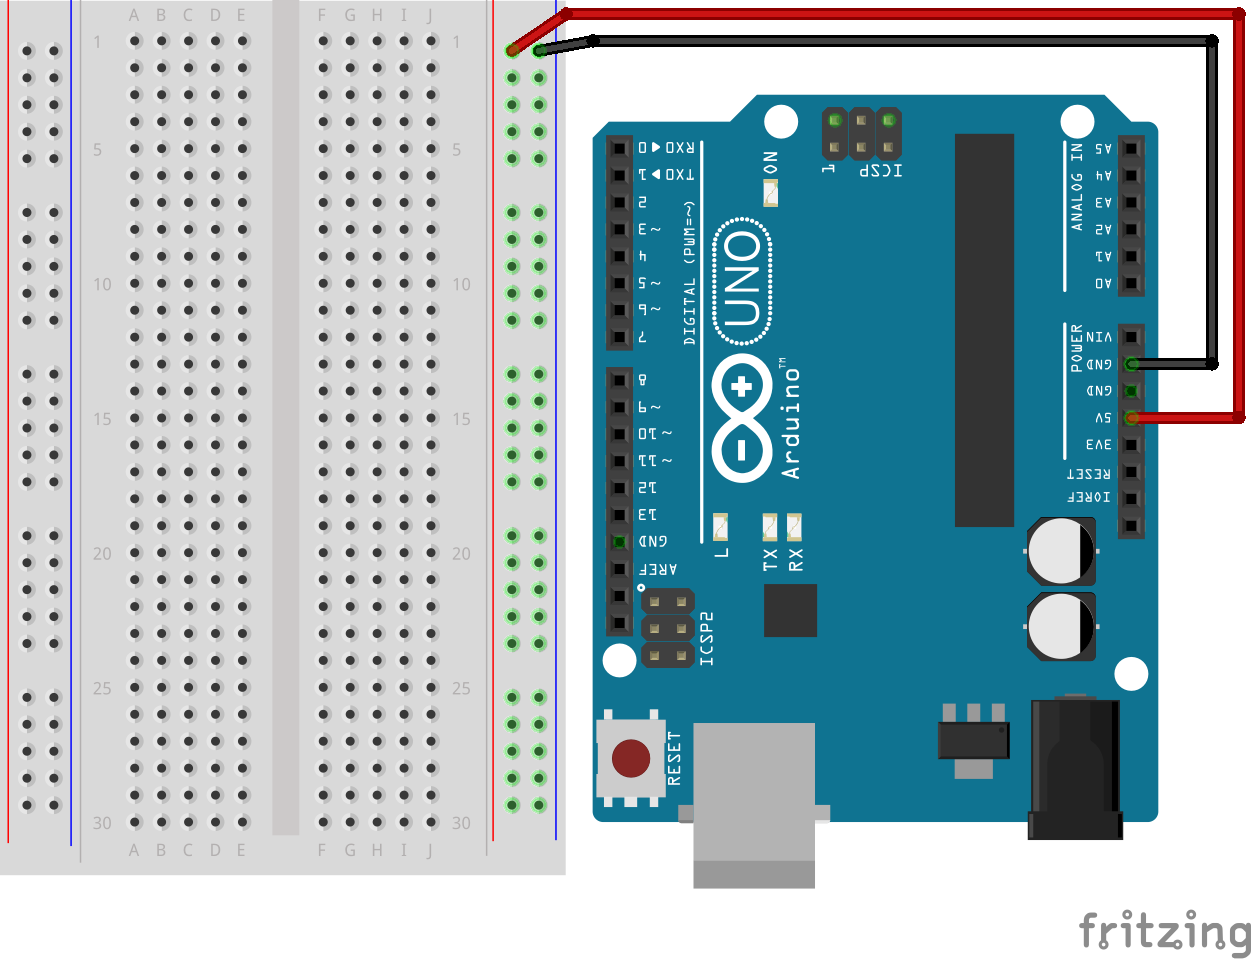 A B C D E F G H I J
1 1
5 5
10 10
15 15
20 20
25 25
30 30
A B C D E F G H I J
RXD ◀ 0
TXD ▶ 1
2
~ 3
4
~ 5
~ 6
7
8
~ 9
~ 10
~ 11
12
13
GND
AREF
DIGITAL (PWM=~)
ON
1
ICSP
UNO
Arduino™
L
TX
RX
ICSP2
RESET
ANALOG IN
A5
A4
A3
A2
A1
A0
POWER
VIN
GND
GND
5V
3V3
RESET
IOREF
fritzing